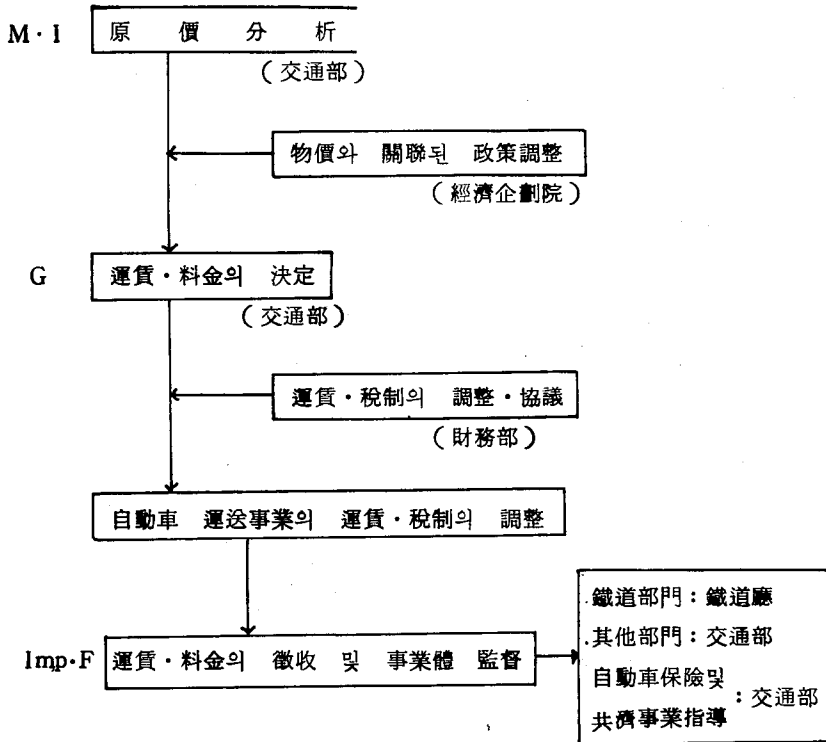 M·I 原 價 分 析
(交通部)
物價와 關聯된 政策調整
(經濟企劃院)
G 運賃·料金의 決定
(交通部)
運賃·稅制의 調整·協議
(財務部)
自動車 運送事業의 運賃·稅制의 調整
Imp·F 運賃·料金의 徵收 및 事業體 監督
鐵道部門：鐵道廳
其他部門：交通部
自動車保險및
共濟事業指導
：交通部